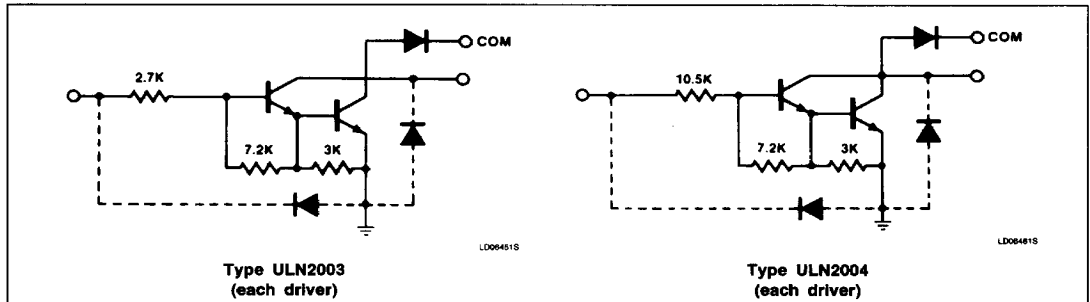 COM
2.7K
7.2K
3K
LD06451S
Type ULN2003
(each driver)
COM
10.5K
7.2K
3K
LD06461S
Type ULN2004
(each driver)